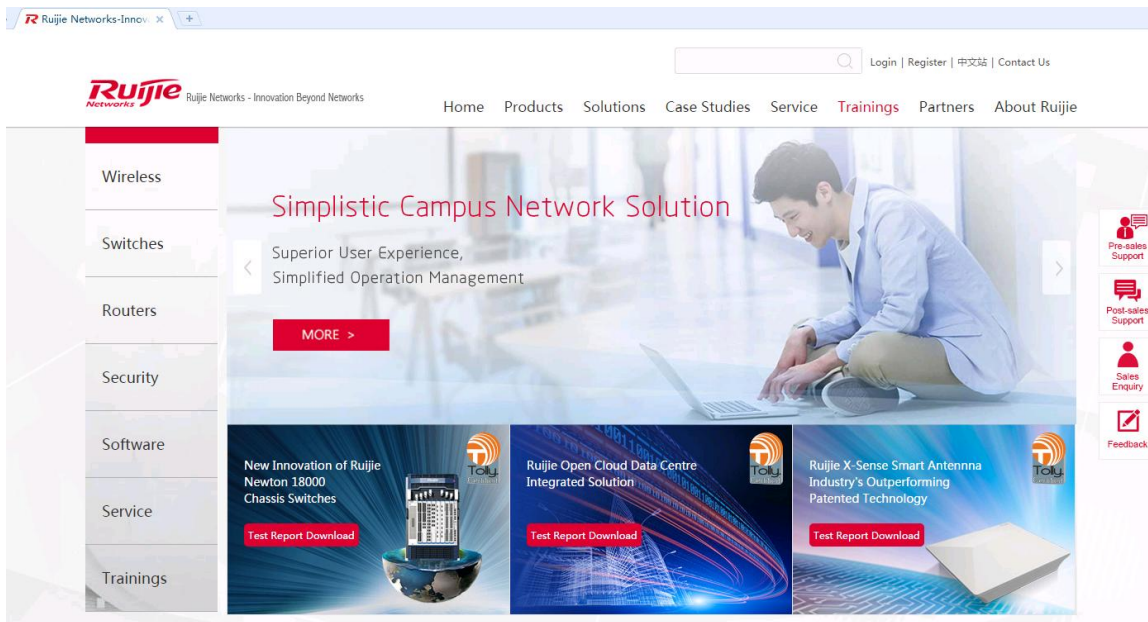 Ruijie Networks-Innov
Login | Register | 中文站 | Contact Us
Ruijie
Networks
Ruijie Networks - Innovation Beyond Networks
Home Products Solutions Case Studies Service Trainings Partners About Ruijie
Wireless
Switches
Routers
Security
Software
Service
Trainings
Simplistic Campus Network Solution
Superior User Experience,
Simplified Operation Management
MORE >
Pre-sales
Support
Post-sales
Support
Sales
Enquiry
Feedback
New Innovation of Ruijie
Newton 18000
Chassis Switches
Test Report Download
Tolly
Ruijie Open Cloud Data Centre
Integrated Solution
Test Report Download
Tolly
Ruijie X-Sense Smart Antennna
Industry's Outperforming
Patented Technology
Test Report Download
Tolly